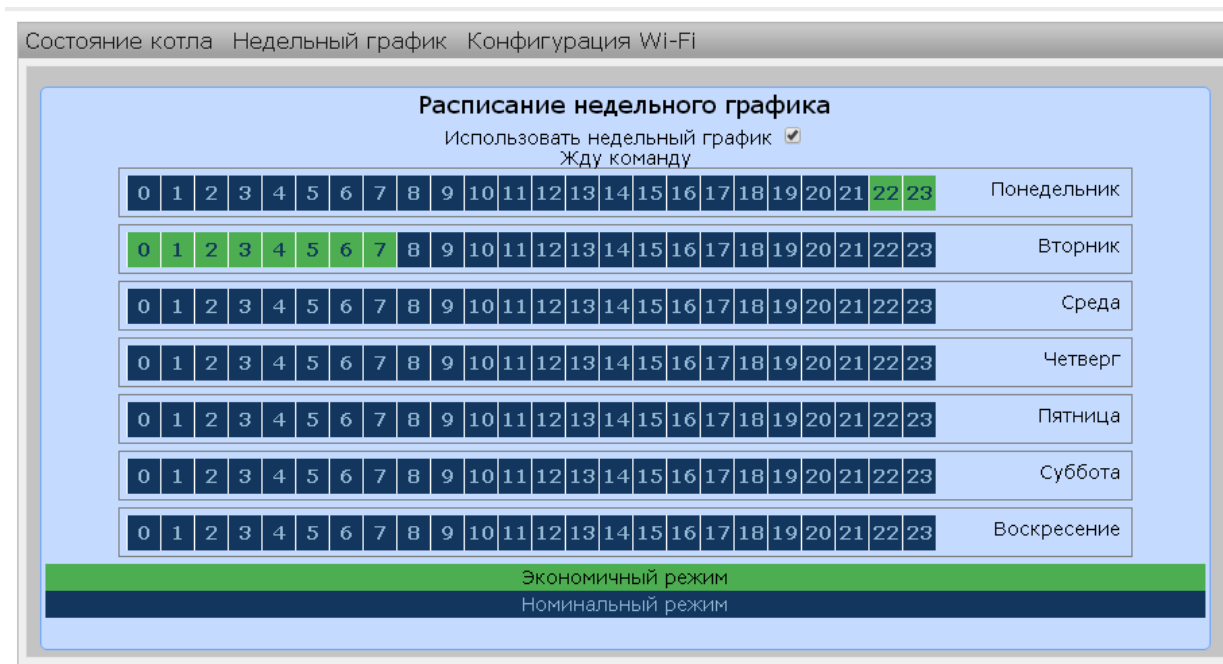 Состояние котла Недельный график Конфигурация Wi-Fi
Расписание недельного графика
Использовать недельный график
Жду команду
0 1 2 3 4 5 6 7 8 9 10 11 12 13 14 15 16 17 18 19 20 21 22 23 Понедельник
0 1 2 3 4 5 6 7 8 9 10 11 12 13 14 15 16 17 18 19 20 21 22 23 Вторник
0 1 2 3 4 5 6 7 8 9 10 11 12 13 14 15 16 17 18 19 20 21 22 23 Среда
0 1 2 3 4 5 6 7 8 9 10 11 12 13 14 15 16 17 18 19 20 21 22 23 Четверг
0 1 2 3 4 5 6 7 8 9 10 11 12 13 14 15 16 17 18 19 20 21 22 23 Пятница
0 1 2 3 4 5 6 7 8 9 10 11 12 13 14 15 16 17 18 19 20 21 22 23 Суббота
0 1 2 3 4 5 6 7 8 9 10 11 12 13 14 15 16 17 18 19 20 21 22 23 Воскресение
Экономичный режим
Номинальный режим